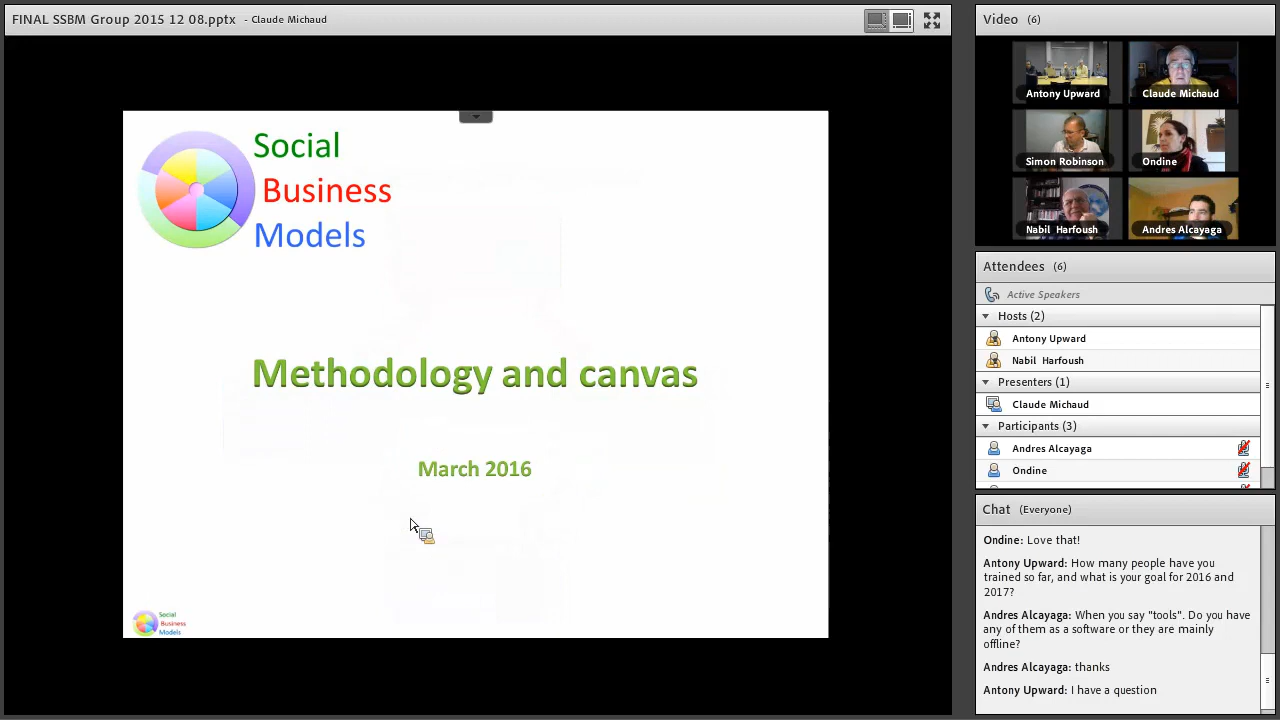 FINAL SSBM Group 2015 12 08.pptx - Claude Michaud
Social
Business
Models
Methodology and canvas
March 2016
Social
Business
Models
Video (6)
Antony Upward
Claude Michaud
Simon Robinson
Ondine
Nabil Harfoush
Andres Alcayaga
Attendees (6)
Active Speakers
Hosts (2)
Antony Upward
Nabil Harfoush
Presenters (1)
Claude Michaud
Participants (3)
Andres Alcayaga
Ondine
Chat (Everyone)
Ondine: Love that!
Antony Upward: How many people have you
trained so far, and what is your goal for 2016 and
2017?
Andres Alcayaga: When you say "tools". Do you have
any of them as a software or they are mainly
offline?
Andres Alcayaga: thanks
Antony Upward: I have a question